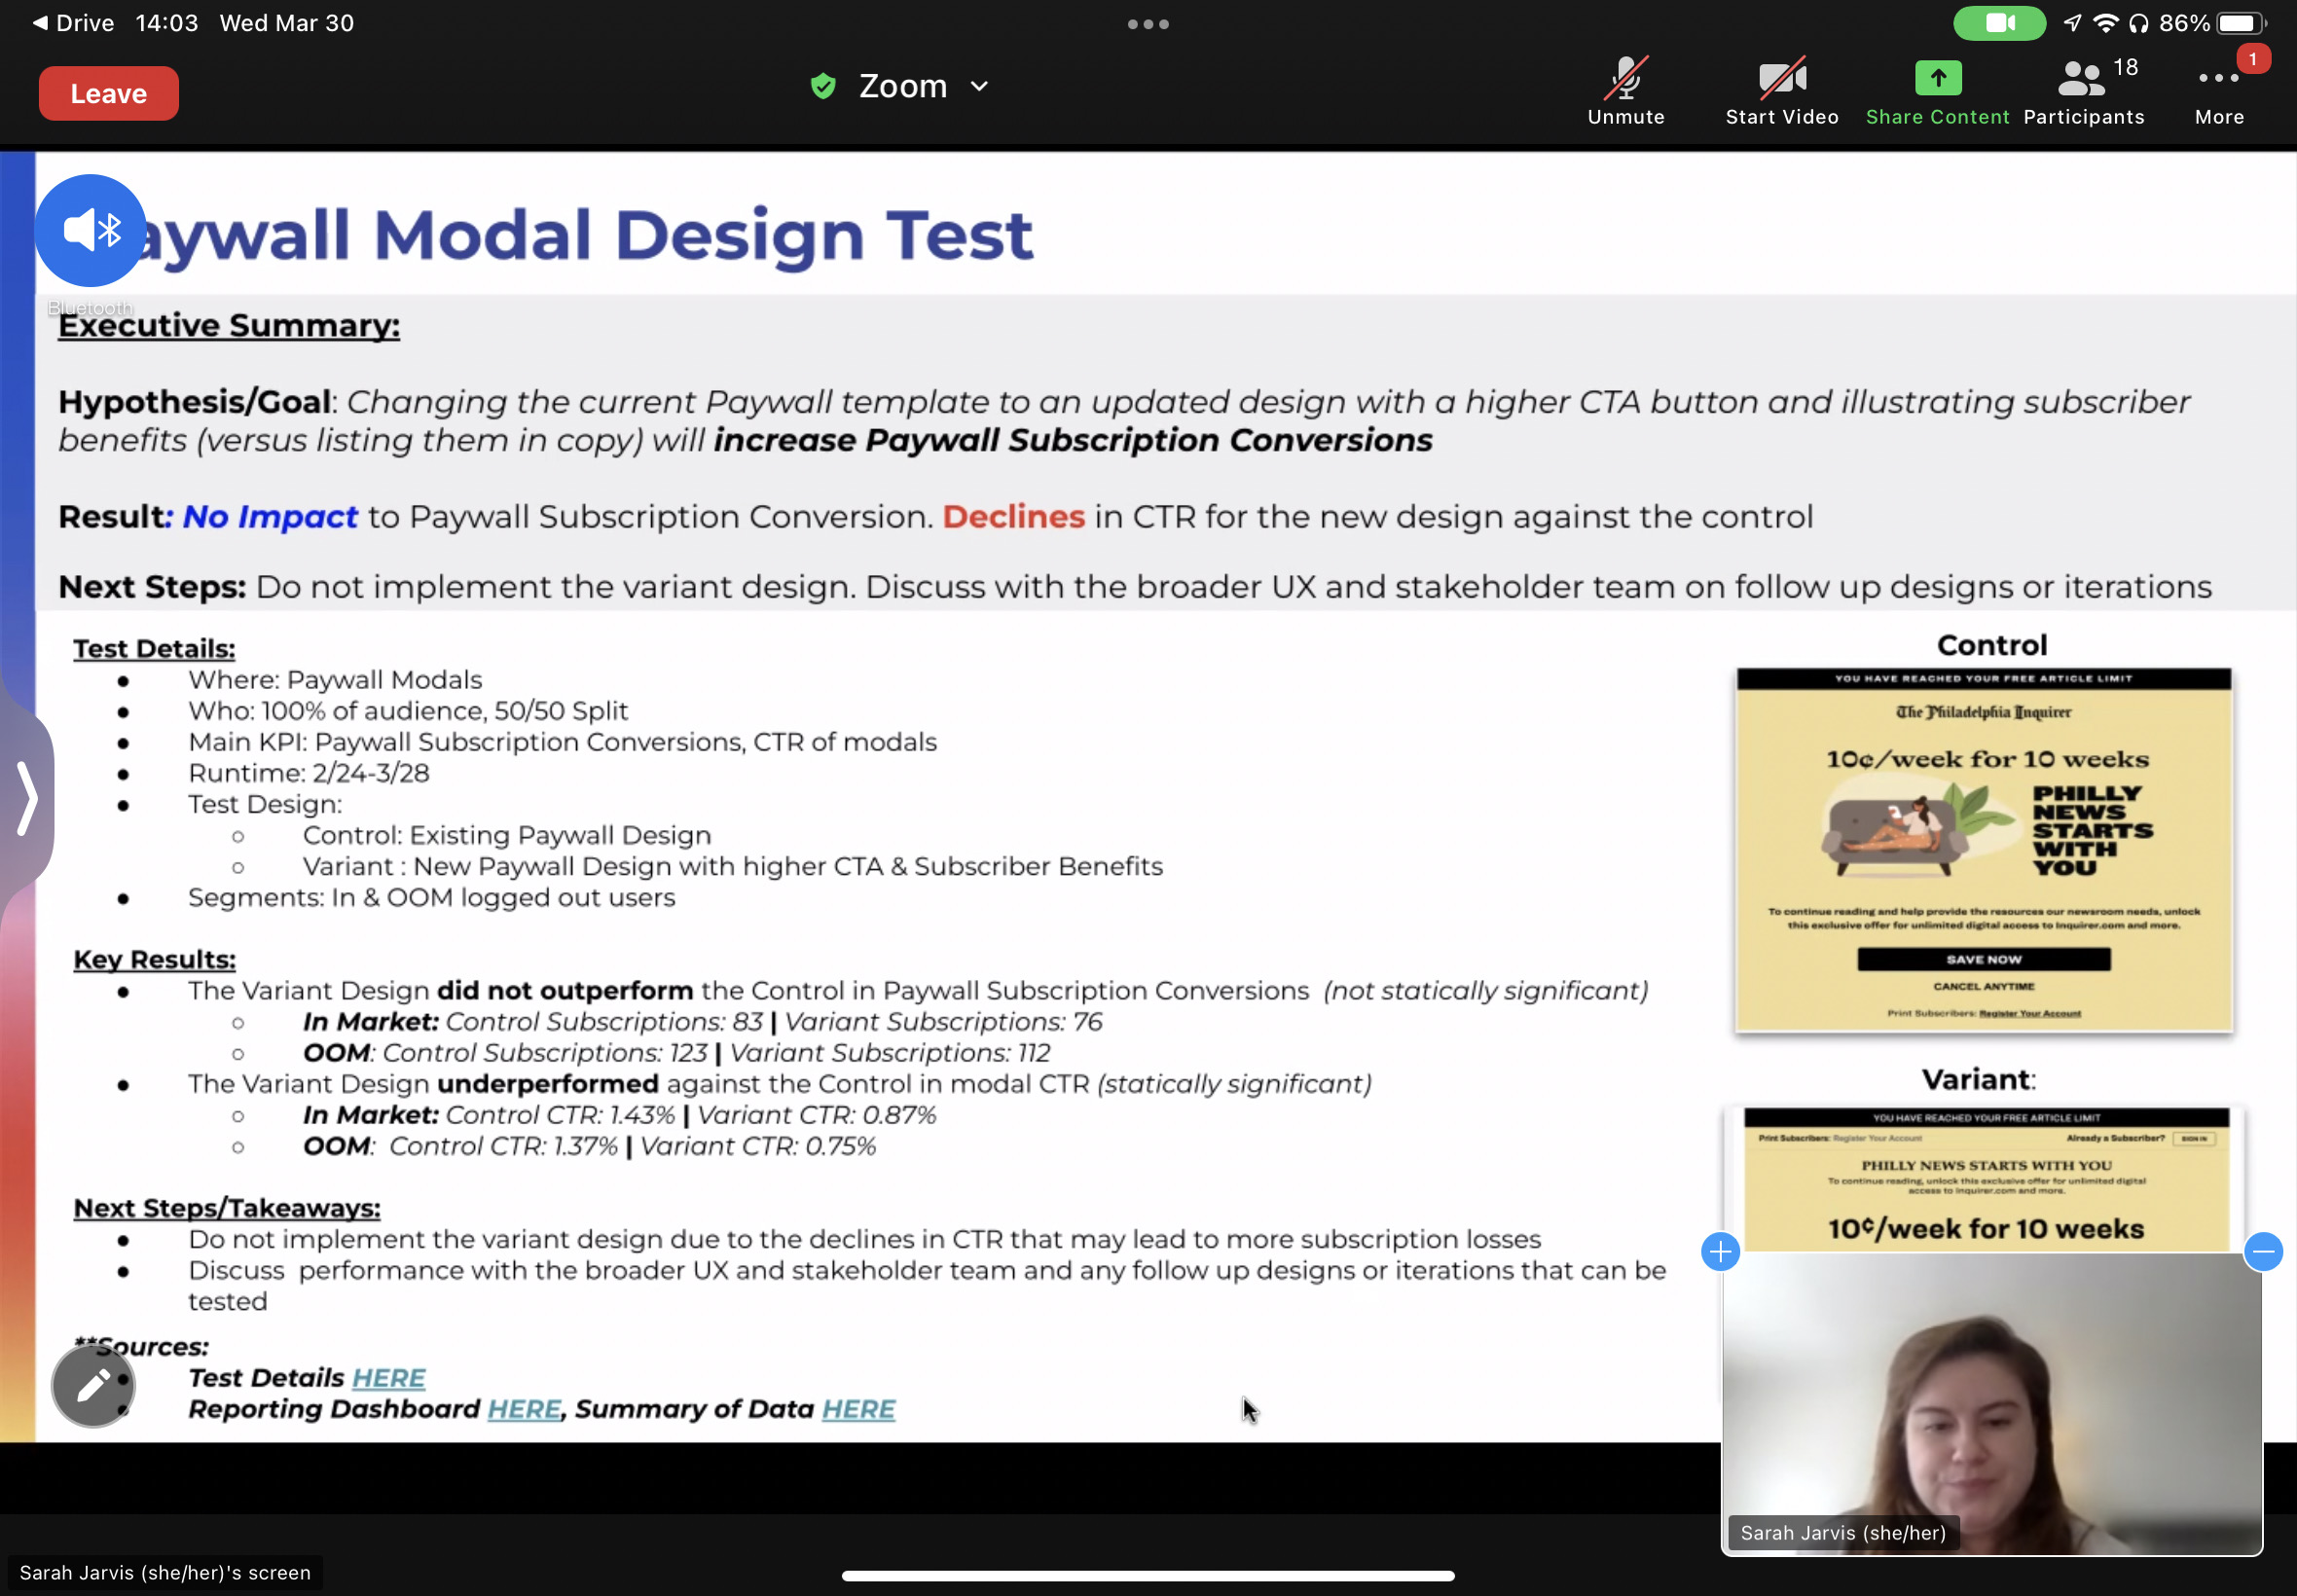 Drive 14:03 Wed Mar 30
86%
Leave
Zoom
Unmute
Start Video
Share Content
18
Participants
1
More
aywall Modal Design Test
Bluetooth
Executive Summary:
Hypothesis/Goal: Changing the current Paywall template to an updated design with a higher CTA button and illustrating subscriber
benefits (versus listing them in copy) will increase Paywall Subscription Conversions
Result: No Impact to Paywall Subscription Conversion. Declines in CTR for the new design against the control
Next Steps: Do not implement the variant design. Discuss with the broader UX and stakeholder team on follow up designs or iterations
Test Details:
● Where: Paywall Modals
● Who: 100% of audience, 50/50 Split
● Main KPI: Paywall Subscription Conversions, CTR of modals
● Runtime: 2/24-3/28
● Test Design:
○ Control: Existing Paywall Design
○ Variant : New Paywall Design with higher CTA & Subscriber Benefits
● Segments: In & OOM logged out users
Key Results:
● The Variant Design did not outperform the Control in Paywall Subscription Conversions (not statically significant)
○ In Market: Control Subscriptions: 83 | Variant Subscriptions: 76
○ OOM: Control Subscriptions: 123 | Variant Subscriptions: 112
● The Variant Design underperformed against the Control in modal CTR (statically significant)
○ In Market: Control CTR: 1.43% | Variant CTR: 0.87%
○ OOM: Control CTR: 1.37% | Variant CTR: 0.75%
Next Steps/Takeaways:
● Do not implement the variant design due to the declines in CTR that may lead to more subscription losses
● Discuss performance with the broader UX and stakeholder team and any follow up designs or iterations that can be
tested
**Sources:
● Test Details HERE
● Reporting Dashboard HERE, Summary of Data HERE
Control
YOU HAVE REACHED YOUR FREE ARTICLE LIMIT
The Philadelphia Inquirer
10¢/week for 10 weeks
PHILLY
NEWS
STARTS
WITH
YOU
To continue reading and help provide the resources our newsroom needs, unlock
this exclusive offer for unlimited digital access to Inquirer.com and more.
SAVE NOW
CANCEL ANYTIME
Print Subscribers: Register Your Account
Variant:
YOU HAVE REACHED YOUR FREE ARTICLE LIMIT
Print Subscribers: Register Your Account
Already a Subscriber? SIGN IN
PHILLY NEWS STARTS WITH YOU
To continue reading, unlock this exclusive offer for unlimited digital
access to Inquirer.com and more.
10¢/week for 10 weeks
Sarah Jarvis (she/her)
Sarah Jarvis (she/her)'s screen